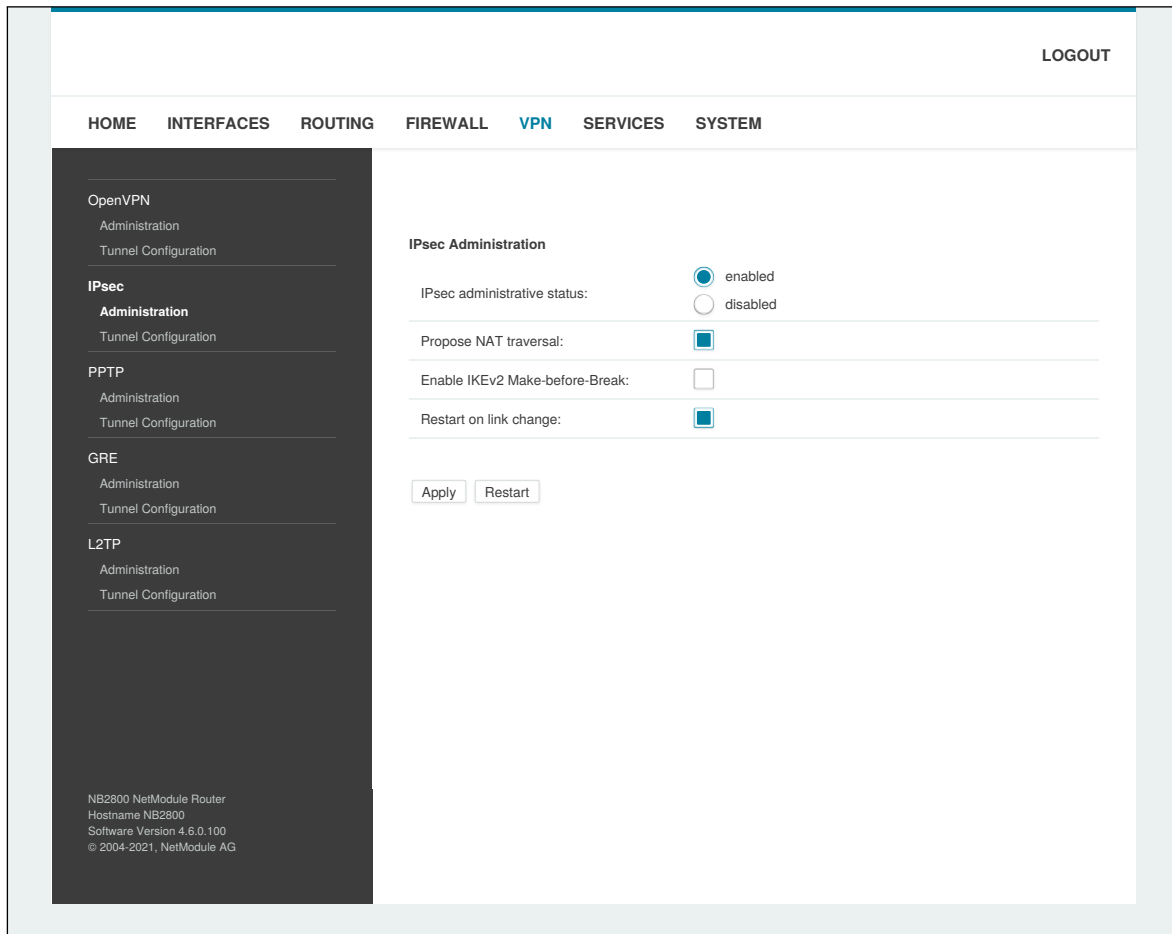 LOGOUT
HOME INTERFACES ROUTING FIREWALL VPN SERVICES SYSTEM
OpenVPN
Administration
Tunnel Configuration
IPsec
Administration
Tunnel Configuration
PPTP
Administration
Tunnel Configuration
GRE
Administration
Tunnel Configuration
L2TP
Administration
Tunnel Configuration
NB2800 NetModule Router
Hostname NB2800
Software Version 4.6.0.100
© 2004-2021, NetModule AG
IPsec Administration
IPsec administrative status:
enabled
disabled
Propose NAT traversal:
Enable IKEv2 Make-before-Break:
Restart on link change:
Apply Restart